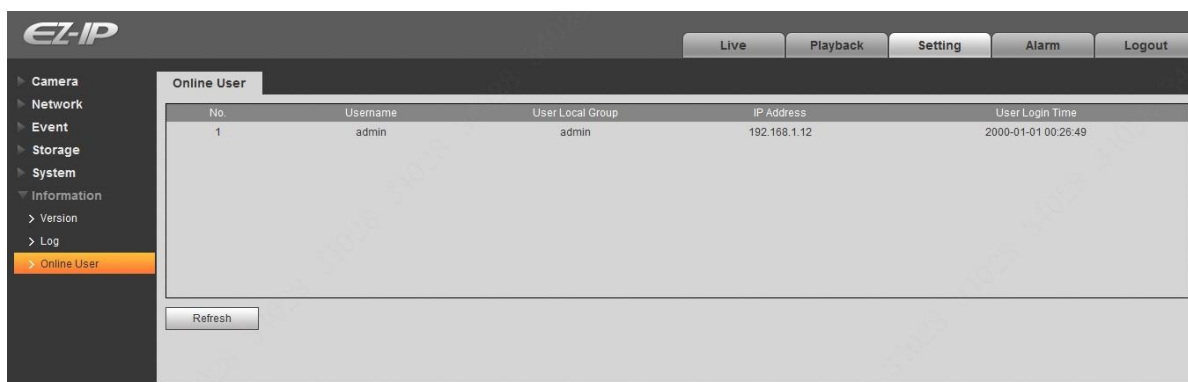 EZ-IP
Live Playback Setting Alarm Logout
Camera
Network
Event
Storage
System
Information
Version
Log
Online User
Online User
No. Username User Local Group IP Address User Login Time
1 admin admin 192.168.1.12 2000-01-01 00:26:49
Refresh